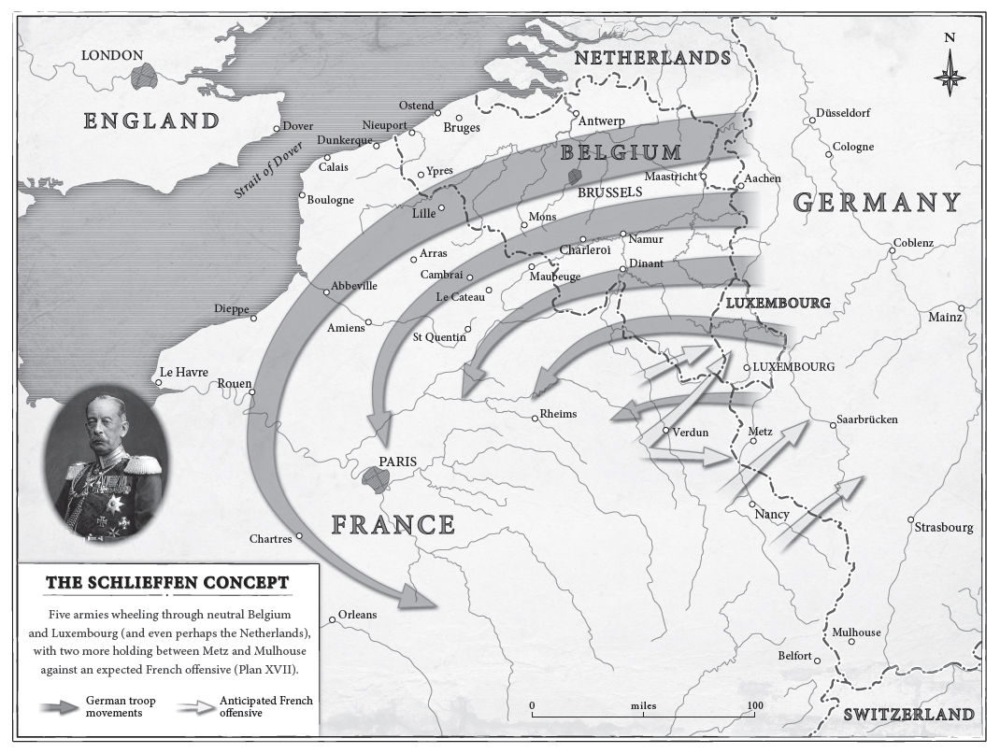 LONDON
NETHERLANDS
N
ENGLAND
Dover
Ostend
Bruges
Nieuport
Antwerp
Düsseldorf
Dunkerque
Strait of Dover
Calais
BELGIUM
Cologne
Ypres
Maastricht
Aachen
Boulogne
BRUSSELS
GERMANY
Lille
Mons
Namur
Coblenz
Charleroi
Arras
Dinant
Cambrai
Maubeuge
Abbeville
Le Cateau
LUXEMBOURG
Dieppe
Mainz
Amiens
St Quentin
Le Havre
LUXEMBOURG
Rouen
Rheims
Saarbrücken
Verdun
Metz
PARIS
FRANCE
Nancy
Strasbourg
Chartres
Orleans
Mulhouse
Belfort
SWITZERLAND
THE SCHLIEFFEN CONCEPT
Five armies wheeling through neutral Belgium
and Luxembourg (and even perhaps the Netherlands),
with two more holding between Metz and Mulhouse
against an expected French offensive (Plan XVII).
German troop
movements
Anticipated French
offensive
0 miles 100